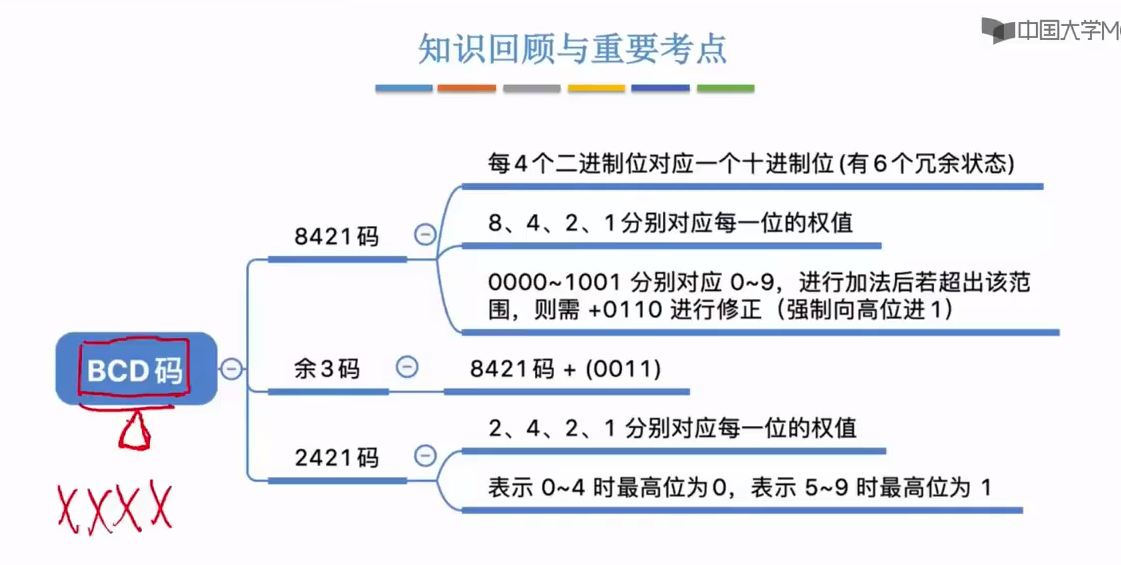 中国大学M
知识回顾与重要考点
每4个二进制位对应一个十进制位(有6个冗余状态)
8421码
8、4、2、1分别对应每一位的权值
0000~1001 分别对应 0~9，进行加法后若超出该范
围，则需 +0110 进行修正（强制向高位进1）
BCD码
余3码
8421码 + (0011)
2421码
2、4、2、1 分别对应每一位的权值
表示 0~4 时最高位为0，表示 5~9 时最高位为 1
XXXX